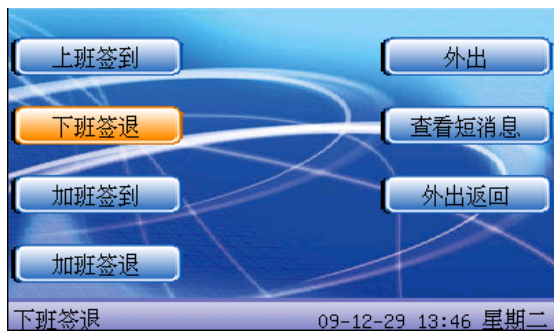 上班签到
外出
下班签退
查看短消息
加班签到
外出返回
加班签退
下班签退 09-12-29 13:46 星期二